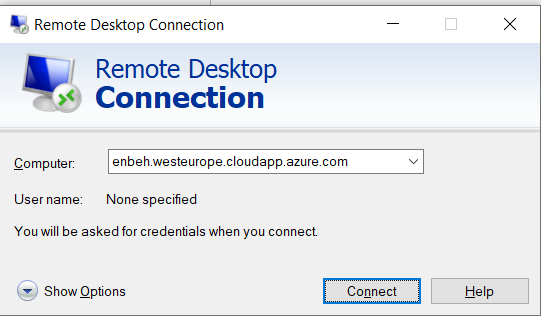 Remote Desktop Connection
Remote Desktop
Connection
Computer:
enbeh.westeurope.cloudapp.azure.com
User name: None specified
You will be asked for credentials when you connect.
Show Options
Connect
Help